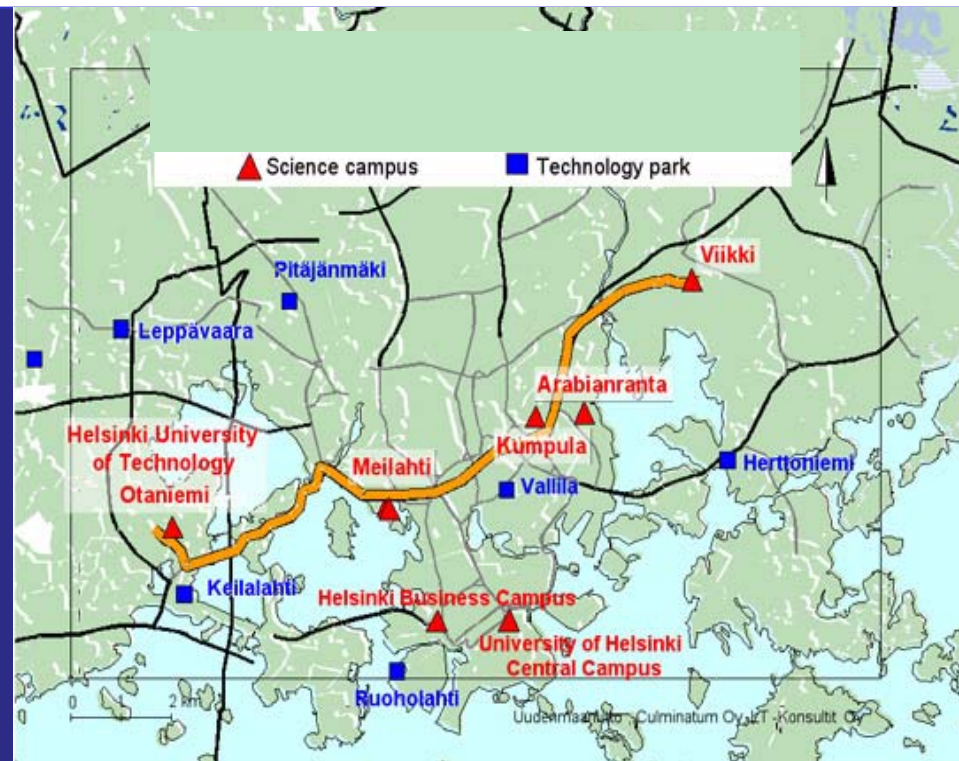 Science campus
Technology park
Viikki
Pitäjänmäki
Leppävaara
Arabianranta
Helsinki University
of Technology
Otaniemi
Meilahti
Kumpula
Herttoniemi
Vallila
Keilalahti
Helsinki Business Campus
University of Helsinki
Central Campus
Ruoholahti
0 1 2 km
Culminatum Oy, LT -Konsultit Oy